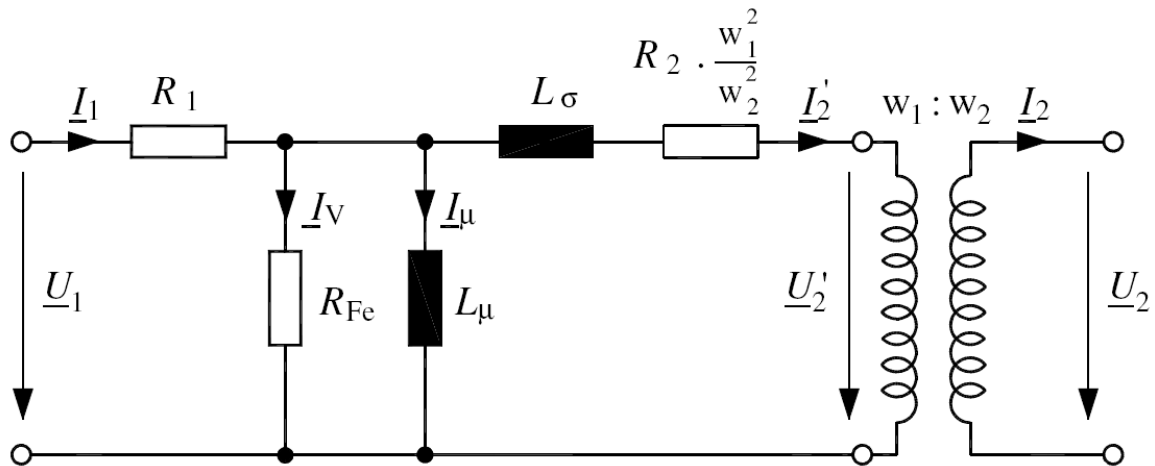 I1
R1
Lσ
R2 · w1²/w2²
I2'
w1 : w2
I2
IV
Iμ
U1
RFe
Lμ
U2'
U2